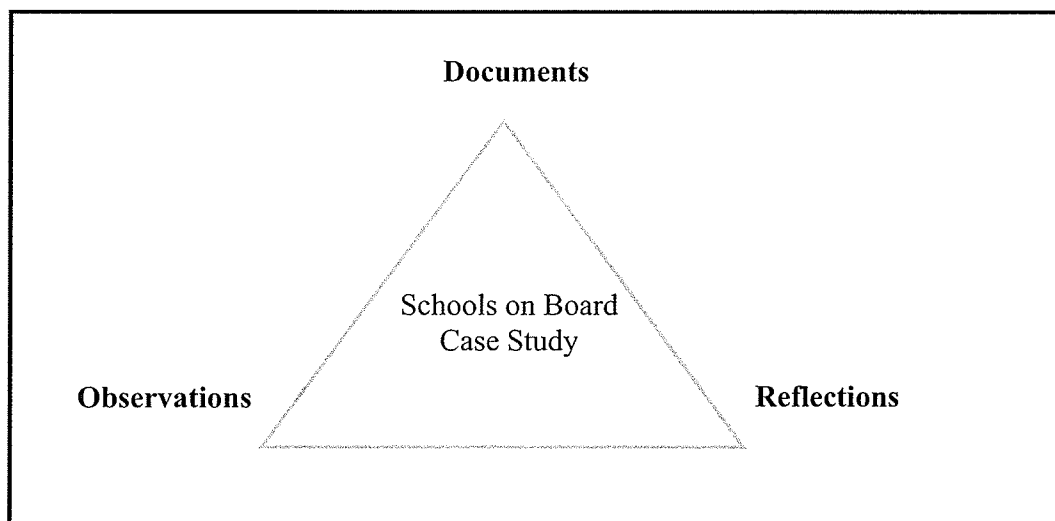 Documents
Schools on Board
Case Study
Observations
Reflections